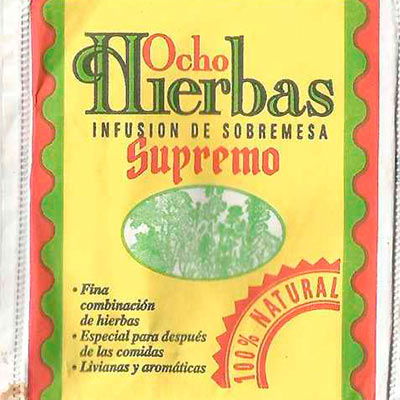 Ocho
Hierbas
INFUSION DE SOBREMESA
Supremo
• Fina
combinación
de hierbas
• Especial para después
de las comidas
• Livianas y aromáticas
100% NATURAL